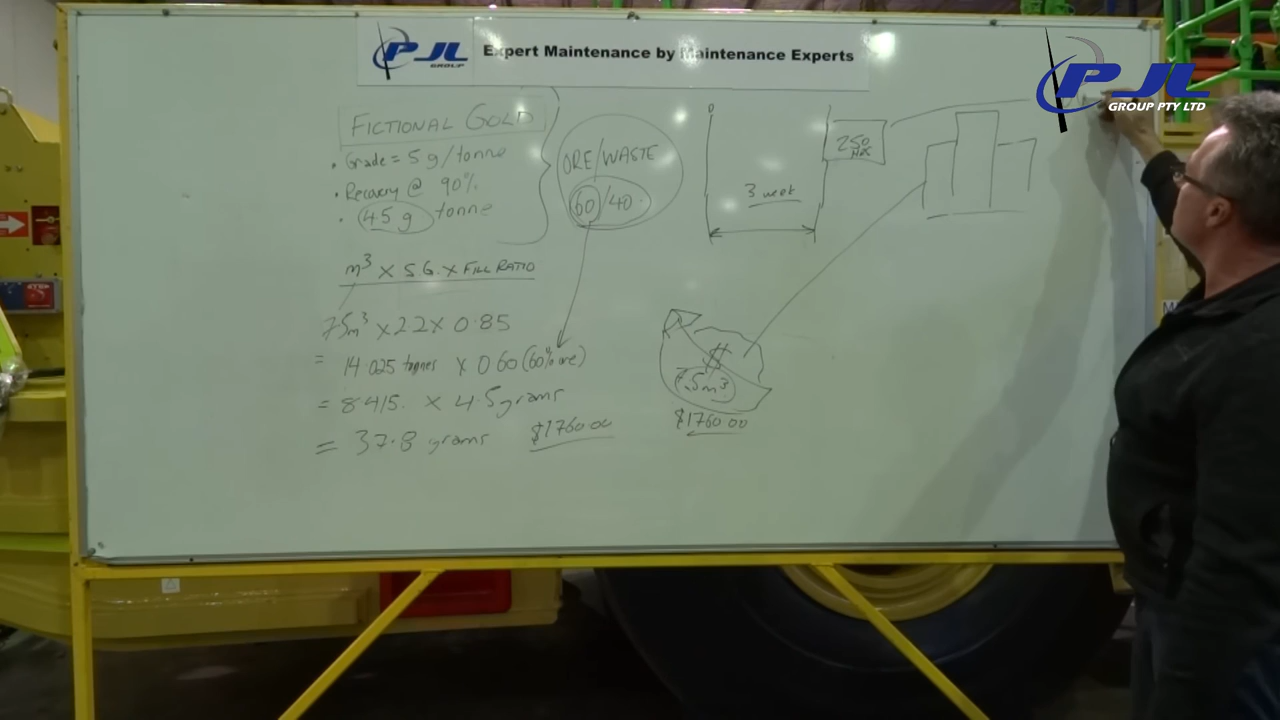 PJL GROUP Expert Maintenance by Maintenance Experts
PJL
GROUP PTY LTD
FICTIONAL GOLD
• Grade = 5 g/tonne
• Recovery @ 90%
• 4.5 g tonne
ORE/WASTE
60/40
0
3 week
250
HRS
m³ × S G. × FILL RATIO
7.5m³ × 2.2 × 0.85
= 14.025 tonnes × 0.60 (60% ore)
= 8.415. × 4.5 grams
= 37.8 grams $1760.00
$
7.5m³
$1760.00